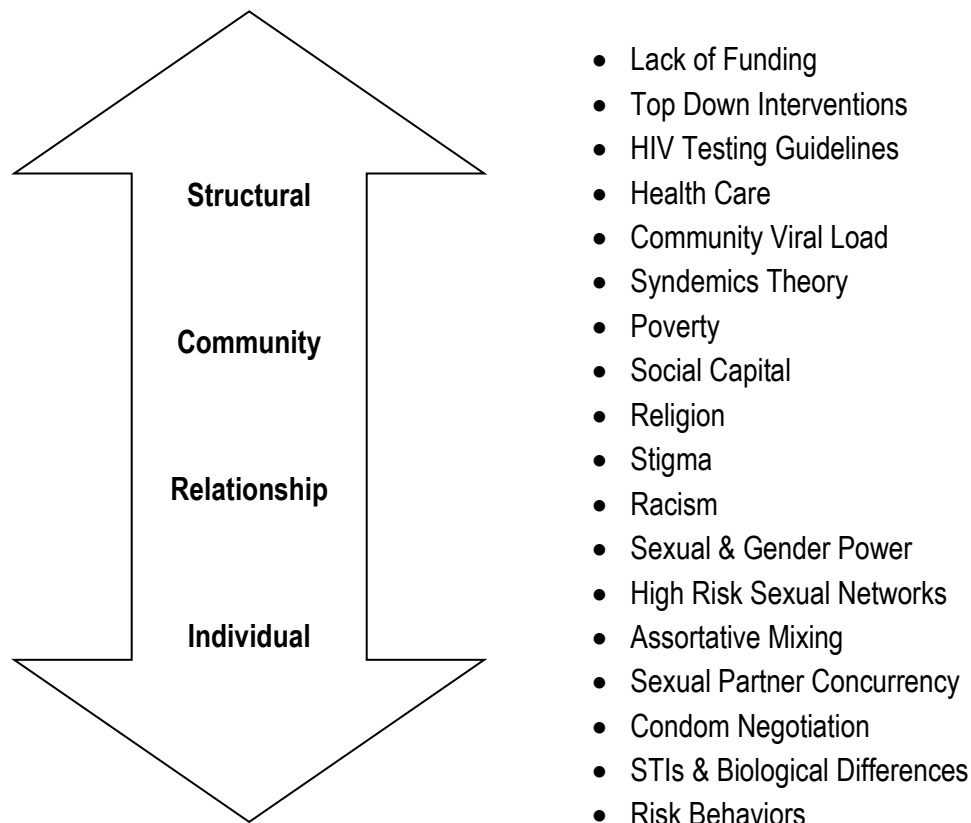 Structural
Community
Relationship
Individual
• Lack of Funding
• Top Down Interventions
• HIV Testing Guidelines
• Health Care
• Community Viral Load
• Syndemics Theory
• Poverty
• Social Capital
• Religion
• Stigma
• Racism
• Sexual & Gender Power
• High Risk Sexual Networks
• Assortative Mixing
• Sexual Partner Concurrency
• Condom Negotiation
• STIs & Biological Differences
• Risk Behaviors